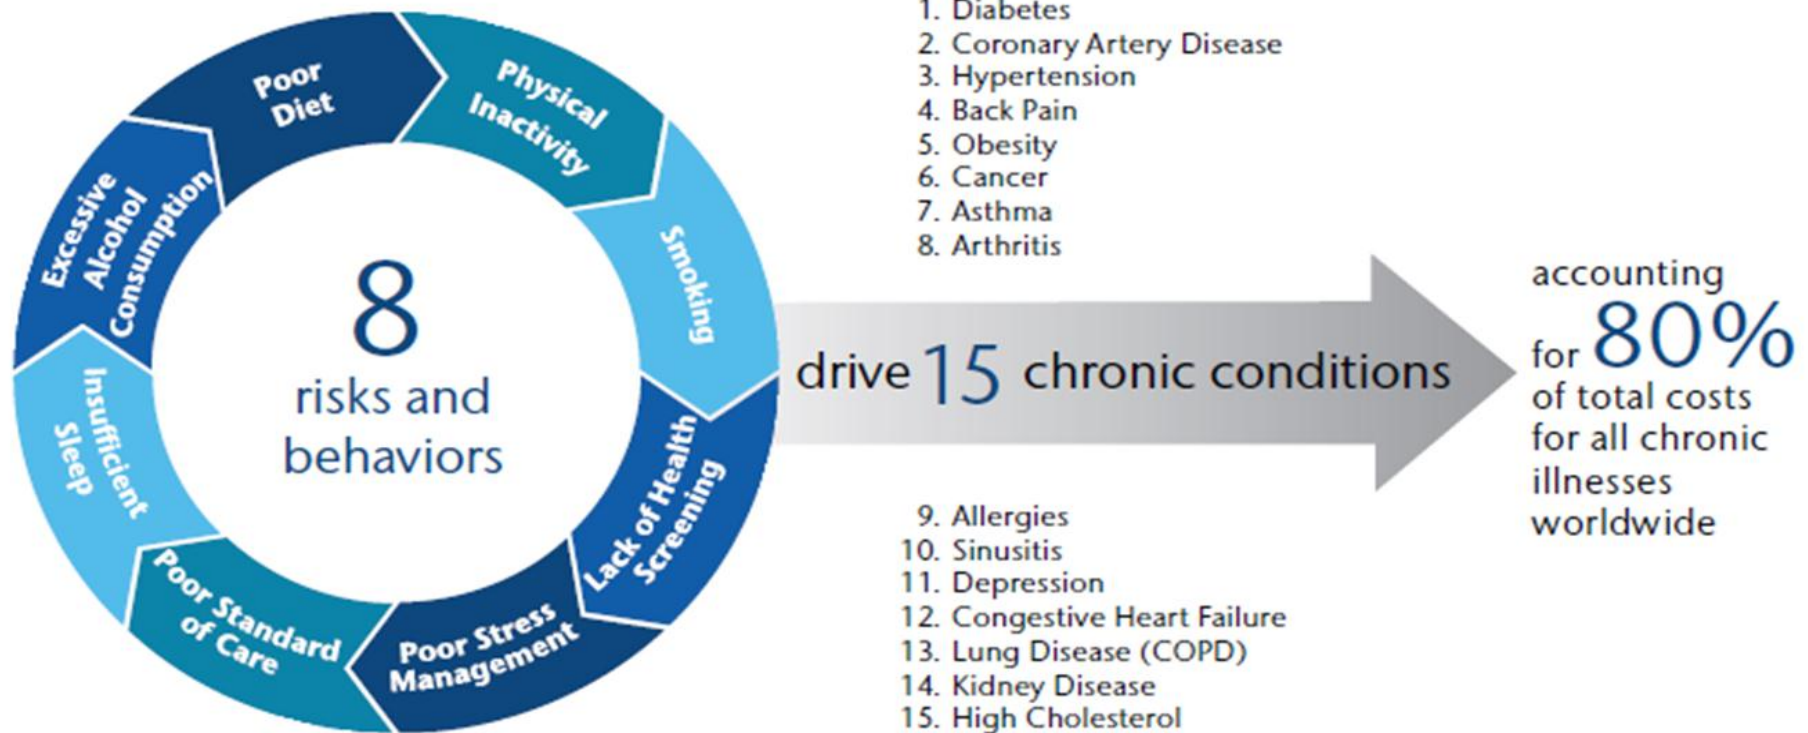 Poor
Diet
Physical
Inactivity
Smoking
Lack of Health
Screening
Poor Stress
Management
Poor Standard
of Care
Insufficient
Sleep
Excessive
Alcohol
Consumption
8
risks and
behaviors
1. Diabetes
2. Coronary Artery Disease
3. Hypertension
4. Back Pain
5. Obesity
6. Cancer
7. Asthma
8. Arthritis
drive 15 chronic conditions
9. Allergies
10. Sinusitis
11. Depression
12. Congestive Heart Failure
13. Lung Disease (COPD)
14. Kidney Disease
15. High Cholesterol
accounting
for 80%
of total costs
for all chronic
illnesses
worldwide